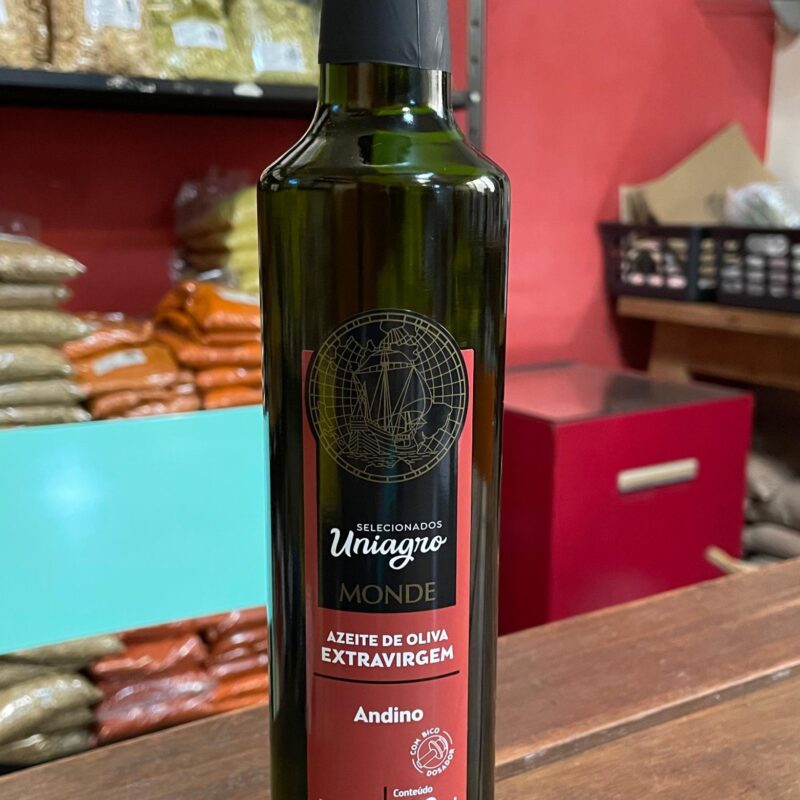 SELECIONADOS
Uniagro
MONDE
AZEITE DE OLIVA
EXTRAVIRGEM
Andino
COM BICO
DOSADOR
Conteúdo